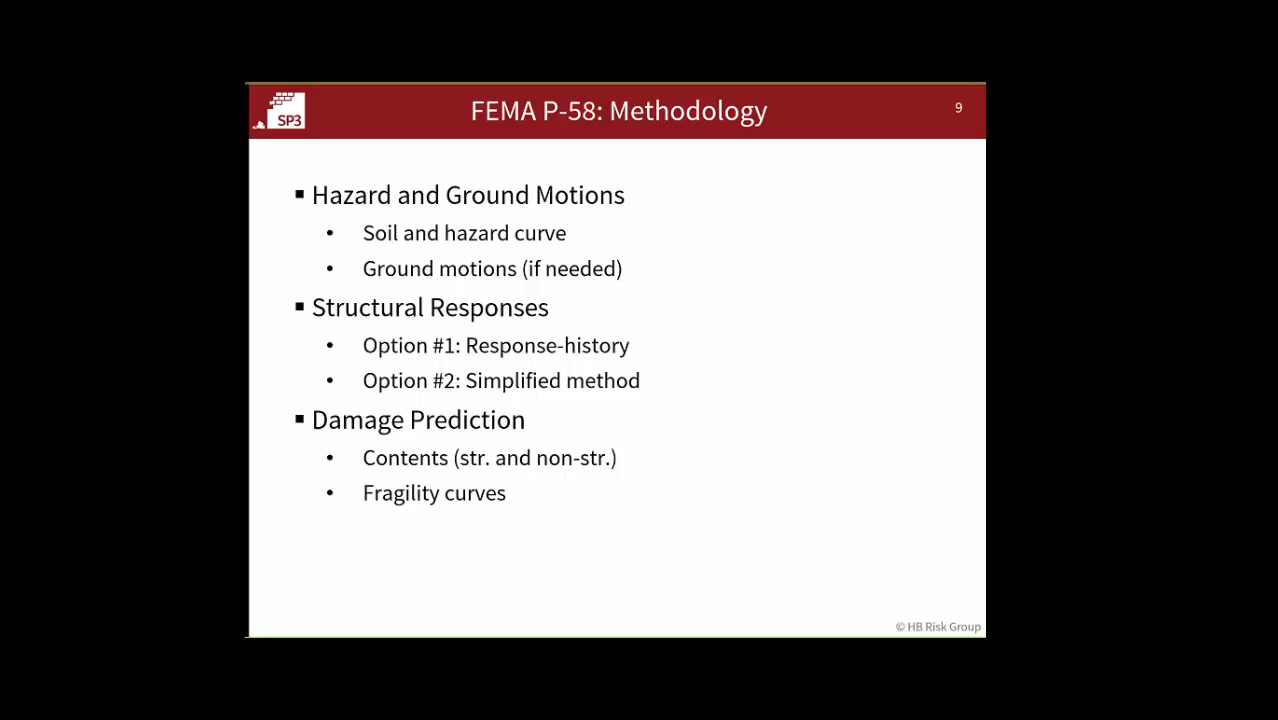 SP3
FEMA P-58: Methodology
9
▪ Hazard and Ground Motions
• Soil and hazard curve
• Ground motions (if needed)
▪ Structural Responses
• Option #1: Response-history
• Option #2: Simplified method
▪ Damage Prediction
• Contents (str. and non-str.)
• Fragility curves
© HB Risk Group